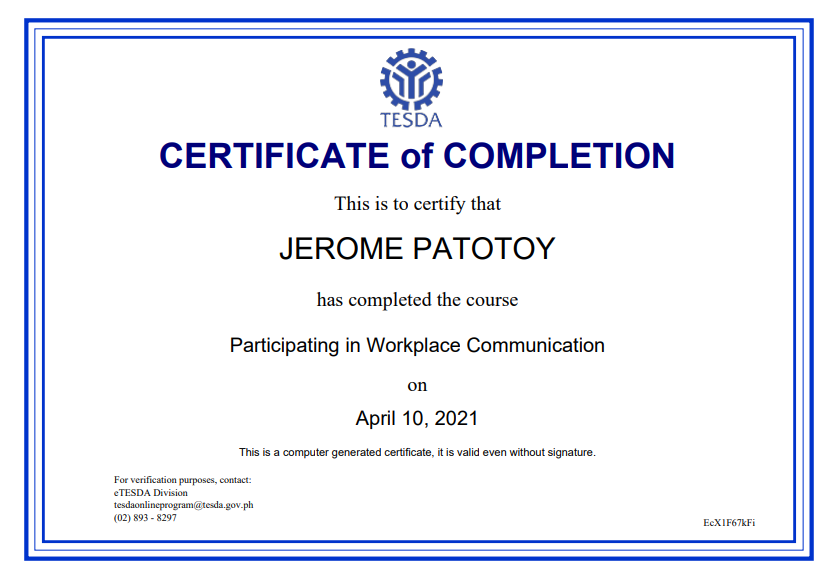 TESDA
CERTIFICATE of COMPLETION
This is to certify that
JEROME PATOTOY
has completed the course
Participating in Workplace Communication
on
April 10, 2021
This is a computer generated certificate, it is valid even without signature.
For verification purposes, contact:
eTESDA Division
tesdaonlineprogram@tesda.gov.ph
(02) 893 - 8297
EcX1F67kFi